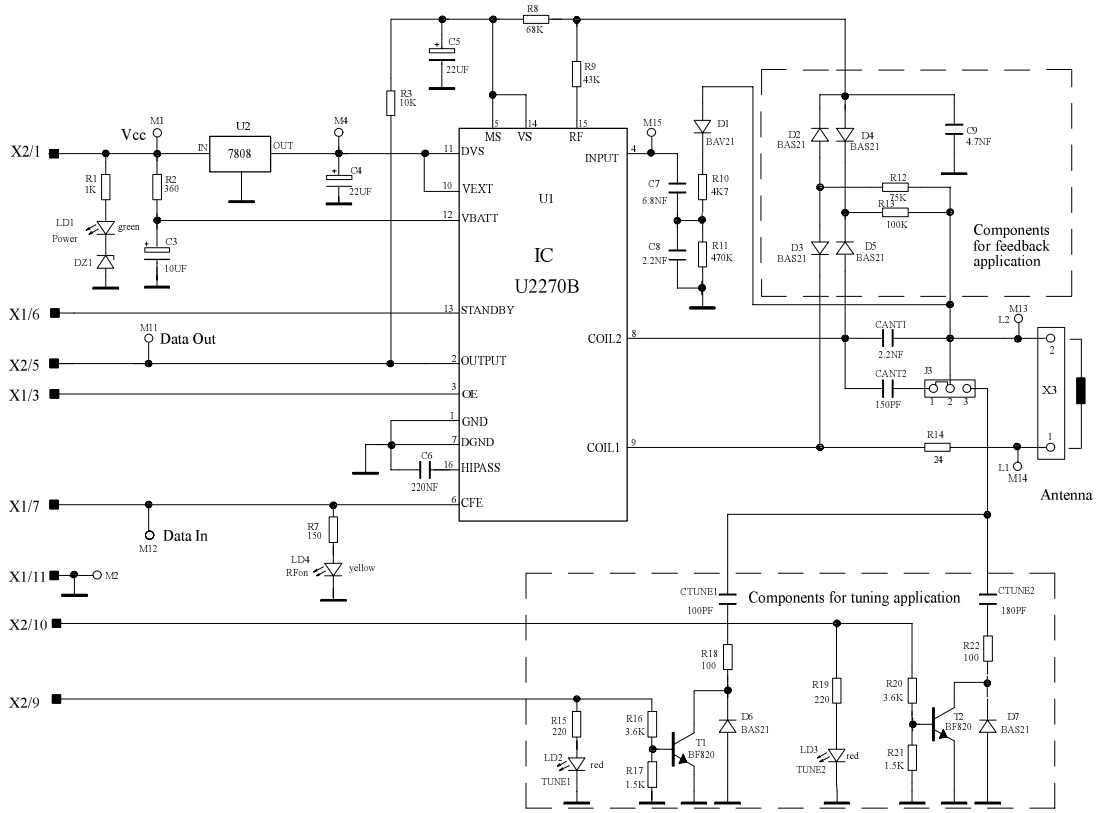 R8
68K
C5
22UF
R9
43K
R3
10K
M1
Vcc
U2
M4
IN
7808
OUT
X2/1
R1
1K
R2
360
C4
22UF
LD1
Power
green
DZ1
C3
10UF
5
14
15
MS
VS
RF
11
DVS
10
VEXT
12
VBATT
U1
IC
U2270B
INPUT
4
M15
C7
6.8NF
C8
2.2NF
D1
BAV21
R10
4K7
R11
470K
D2
BAS21
D4
BAS21
C9
4.7NF
R12
75K
R13
100K
D3
BAS21
D5
BAS21
Components
for feedback
application
X1/6
13
STANDBY
M11
Data Out
X2/5
2
OUTPUT
X1/3
3
OE
1
GND
7
DGND
C6
220NF
16
HIPASS
X1/7
6
CFE
COIL2
8
CANT1
2.2NF
CANT2
150PF
J3
1
2
3
L2
M13
2
X3
1
COIL1
9
R14
24
L1
M14
Antenna
M12
Data In
R7
150
LD4
RFon
yellow
X1/11
M2
X2/10
X2/9
CTUNE1
100PF
Components for tuning application
CTUNE2
180PF
R18
100
R22
100
R19
220
R20
3.6K
R15
220
R16
3.6K
D6
BAS21
T2
BF820
D7
BAS21
LD2
TUNE1
red
R17
1.5K
T1
BF820
LD3
TUNE2
red
R21
1.5K